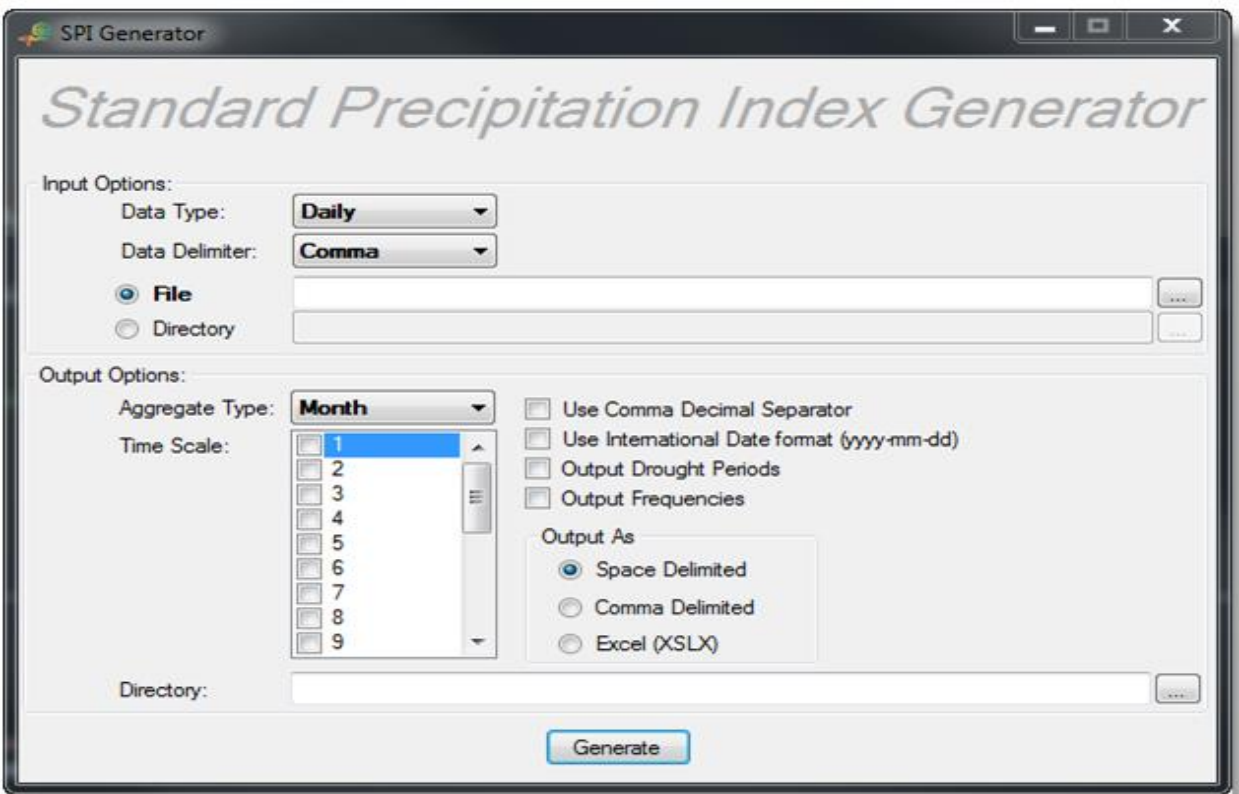 SPI Generator
Standard Precipitation Index Generator
Input Options:
Data Type: Daily
Data Delimiter: Comma
File ...
Directory ...
Output Options:
Aggregate Type: Month
Time Scale:
1
2
3
4
5
6
7
8
9
Use Comma Decimal Separator
Use International Date format (yyyy-mm-dd)
Output Drought Periods
Output Frequencies
Output As
Space Delimited
Comma Delimited
Excel (XSLX)
Directory: ...
Generate